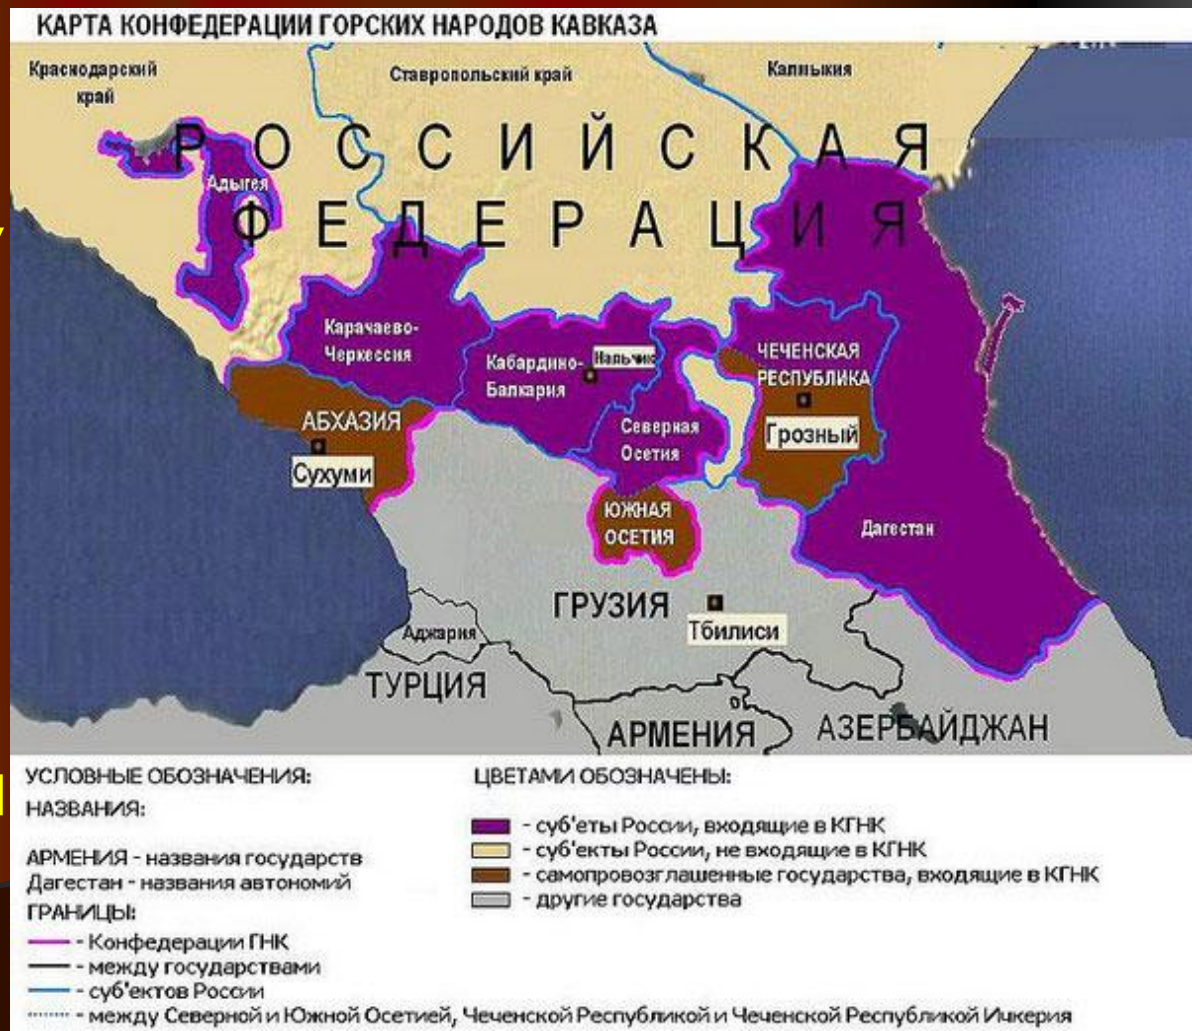 КАРТА КОНФЕДЕРАЦИИ ГОРСКИХ НАРОДОВ КАВКАЗА
Краснодарский
край
Ставропольский край
Калмыкия
РОССИЙСКАЯ
ФЕДЕРАЦИЯ
Адыгея
Карачаево-
Черкессия
Кабардино-
Балкария
Нальчик
Северная
Осетия
ЧЕЧЕНСКАЯ
РЕСПУБЛИКА
Грозный
АБХАЗИЯ
Сухуми
ЮЖНАЯ
ОСЕТИЯ
Дагестан
ГРУЗИЯ
Тбилиси
Аджария
ТУРЦИЯ
АРМЕНИЯ
АЗЕРБАЙДЖАН
УСЛОВНЫЕ ОБОЗНАЧЕНИЯ:
НАЗВАНИЯ:
АРМЕНИЯ - названия государств
Дагестан - названия автономий
ГРАНИЦЫ:
- Конфедерации ГНК
- между государствами
- суб'ектов России
- между Северной и Южной Осетией, Чеченской Республикой и Чеченской Республикой Ичкерия
ЦВЕТАМИ ОБОЗНАЧЕНЫ:
- суб'еты России, входящие в КГНК
- суб'екты России, не входящие в КГНК
- самопровозглашенные государства, входящие в КГНК
- другие государства